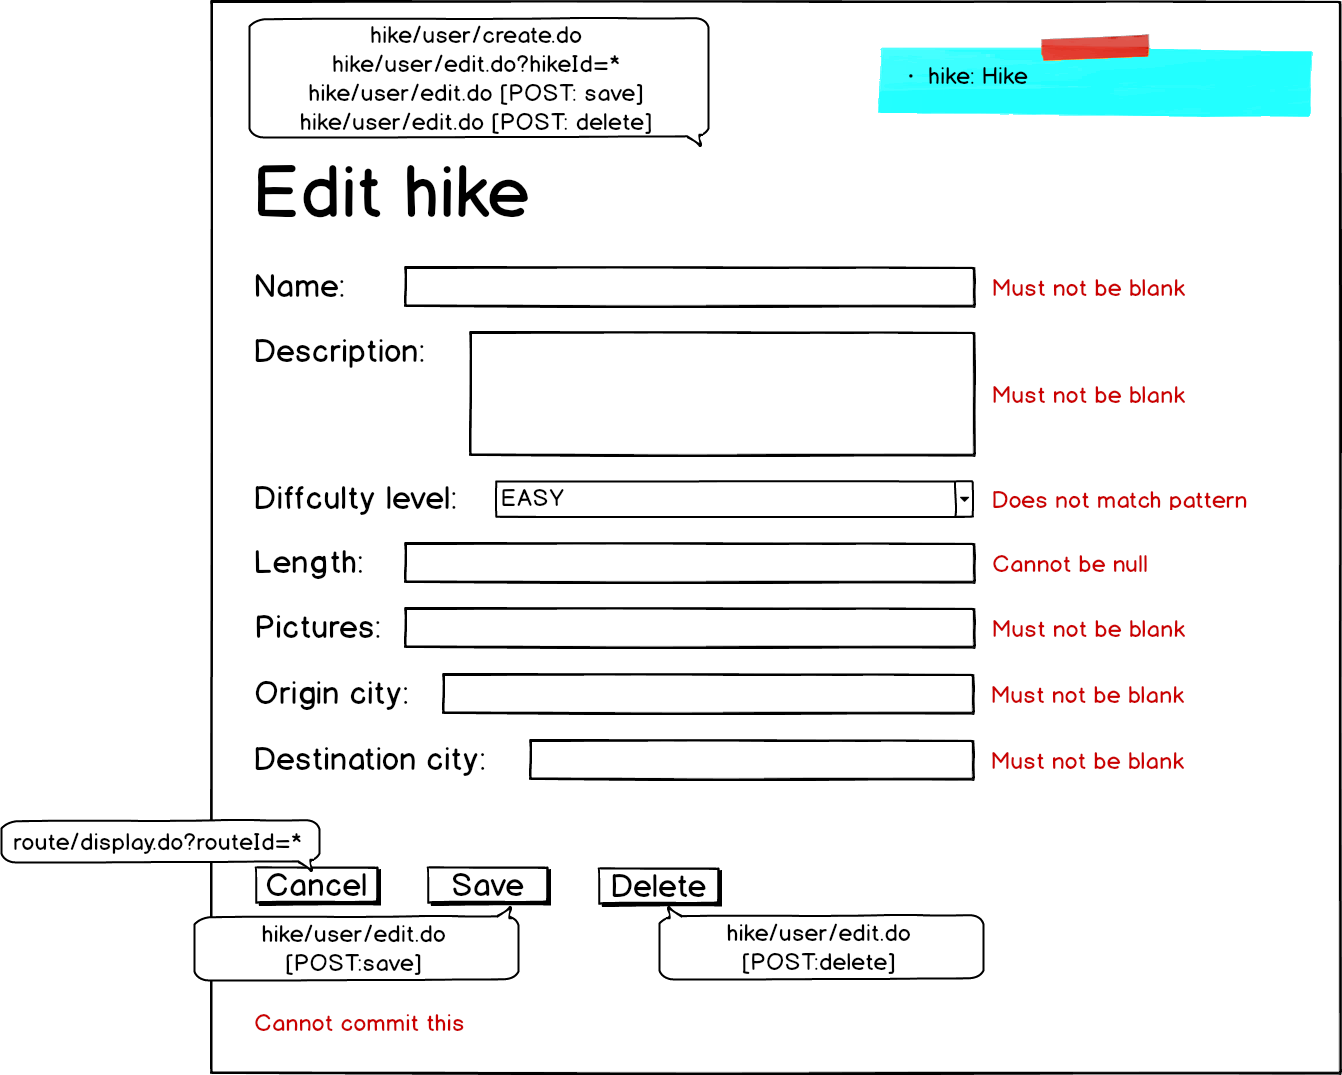 hike/user/create.do
hike/user/edit.do?hikeId=*
hike/user/edit.do [POST: save]
hike/user/edit.do [POST: delete]
· hike: Hike
Edit hike
Name:
Must not be blank
Description:
Must not be blank
Diffculty level:
EASY
Does not match pattern
Length:
Cannot be null
Pictures:
Must not be blank
Origin city:
Must not be blank
Destination city:
Must not be blank
route/display.do?routeId=*
Cancel
Save
Delete
hike/user/edit.do
[POST:save]
hike/user/edit.do
[POST:delete]
Cannot commit this